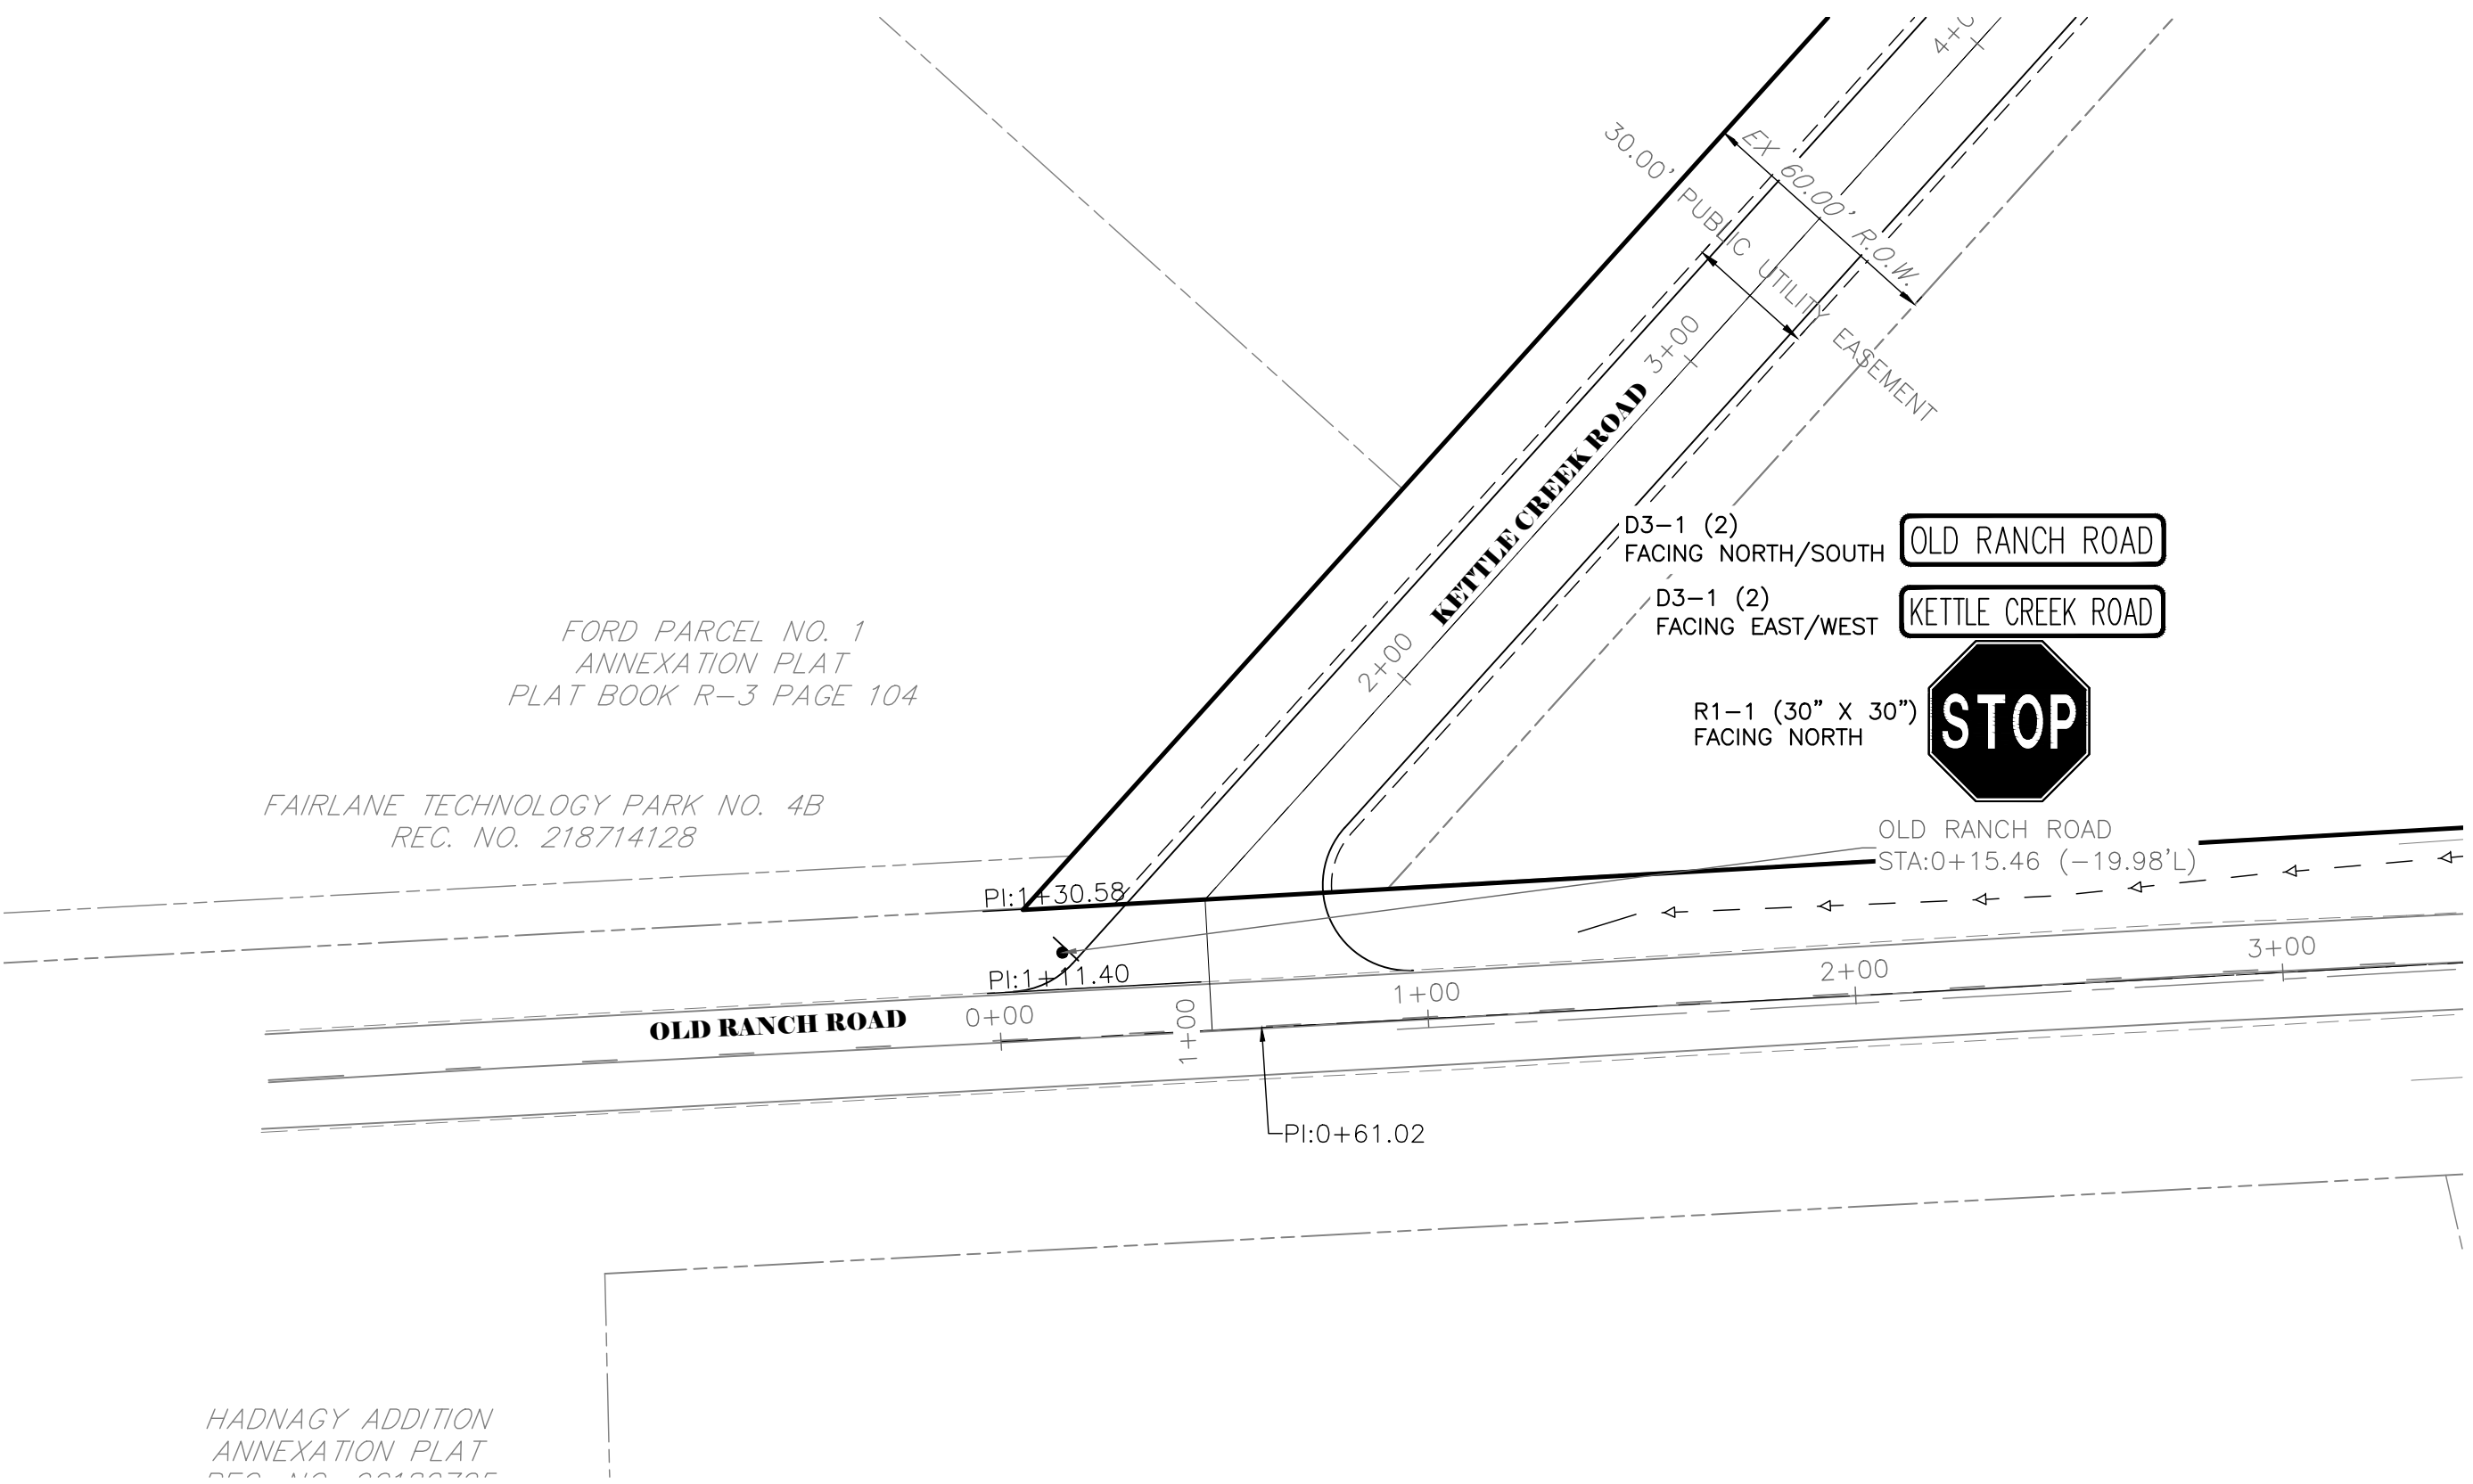 4+0
EX 60.00' R.O.W.
30.00' PUBLIC UTILITY EASEMENT
3+00
KETTLE CREEK ROAD
2+00
D3-1 (2)
FACING NORTH/SOUTH
OLD RANCH ROAD
D3-1 (2)
FACING EAST/WEST
KETTLE CREEK ROAD
R1-1 (30" X 30")
FACING NORTH
STOP
FORD PARCEL NO. 1
ANNEXATION PLAT
PLAT BOOK R-3 PAGE 104
FAIRLANE TECHNOLOGY PARK NO. 4B
REC. NO. 218714128
OLD RANCH ROAD
STA:0+15.46 (-19.98'L)
PI:1+30.58
PI:1+11.40
OLD RANCH ROAD
0+00
1+00
1+00
2+00
3+00
PI:0+61.02
HADNAGY ADDITION
ANNEXATION PLAT
REC. NO.